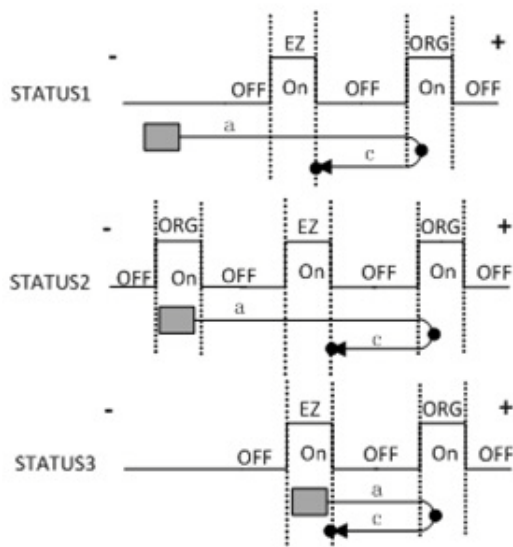 EZ ORG
- +
OFF On OFF On OFF
STATUS1
a
c
ORG EZ ORG
- +
OFF On OFF On OFF On OFF
STATUS2
a
c
EZ ORG
- +
OFF On OFF On OFF
STATUS3
a
c